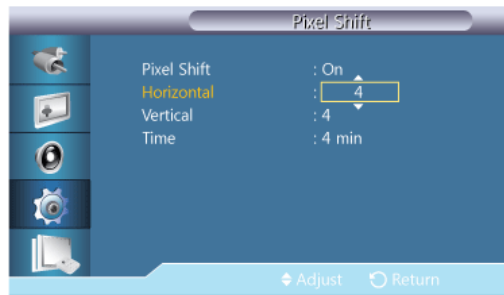 Pixel Shift
Pixel Shift : On
Horizontal : 4
Vertical : 4
Time : 4 min
Adjust Return